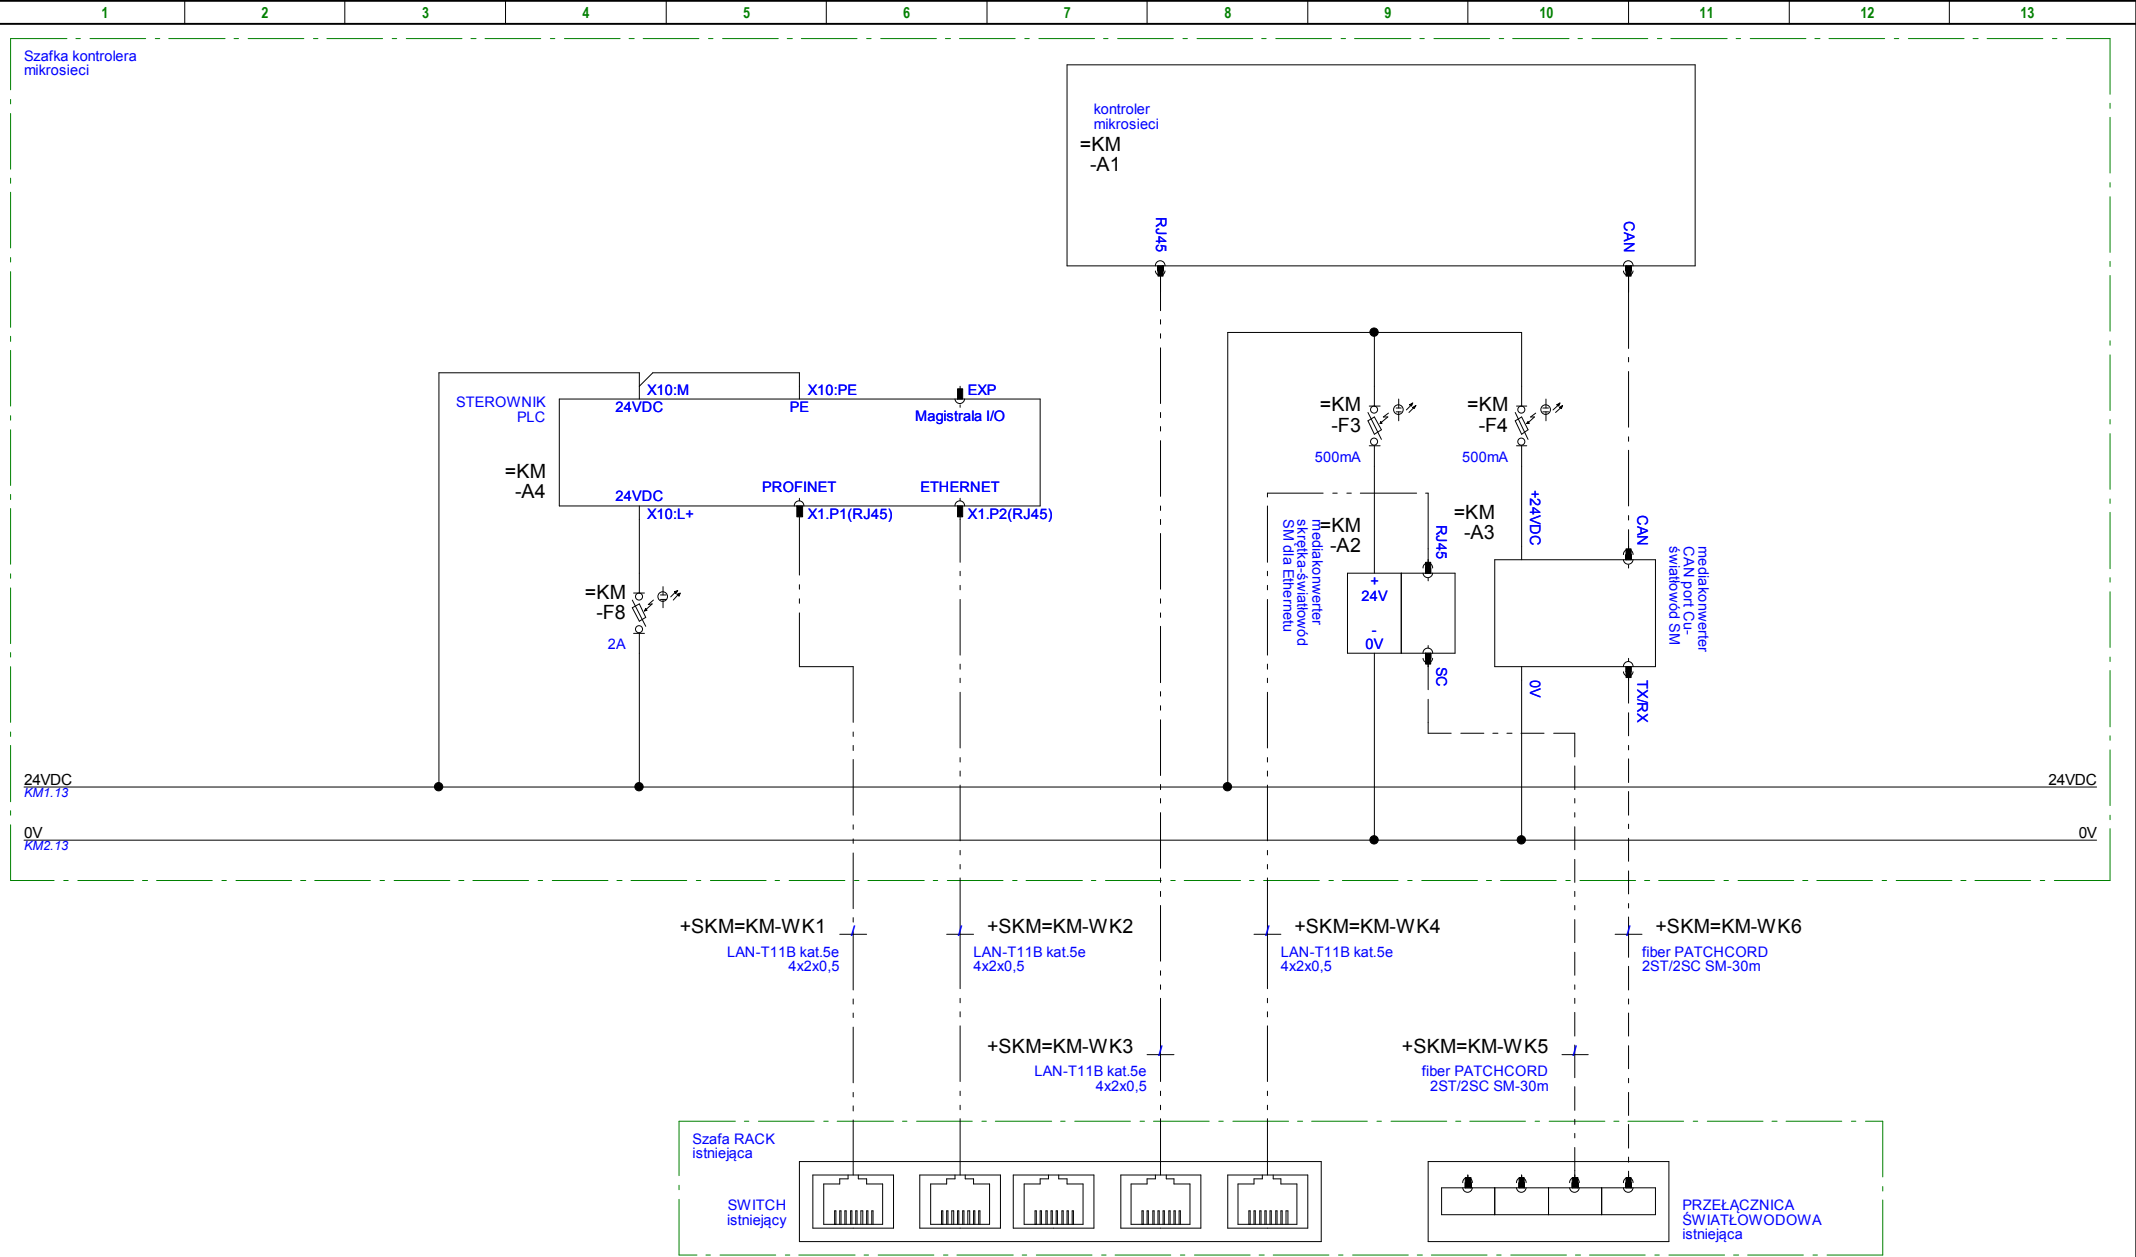 1 2 3 4 5 6 7 8 9 10 11 12 13
Szafka kontrolera
mikrosieci
kontroler
mikrosieci
=KM
-A1
RJ45
CAN
STEROWNIK
PLC
=KM
-A4
X10:M
24VDC
X10:PE
PE
EXP
Magistrala I/O
24VDC
X10:L+
PROFINET
X1.P1(RJ45)
ETHERNET
X1.P2(RJ45)
=KM
-F8
2A
=KM
-F3
500mA
=KM
-F4
500mA
mediakonwerter
skrętka-światłowód
SM dla Ethernetu
=KM
-A2
+
24V
-
0V
RJ45
SC
=KM
-A3
+24VDC
0V
CAN
TX/RX
mediakonwerter
CAN port Cu-
światłowód SM
24VDC
KM1.13
24VDC
0V
KM2.13
0V
+SKM=KM-WK1
LAN-T11B kat.5e
4x2x0,5
+SKM=KM-WK2
LAN-T11B kat.5e
4x2x0,5
+SKM=KM-WK4
LAN-T11B kat.5e
4x2x0,5
+SKM=KM-WK6
fiber PATCHCORD
2ST/2SC SM-30m
+SKM=KM-WK3
LAN-T11B kat.5e
4x2x0,5
+SKM=KM-WK5
fiber PATCHCORD
2ST/2SC SM-30m
Szafa RACK
istniejąca
SWITCH
istniejący
PRZEŁĄCZNICA
ŚWIATŁOWODOWA
istniejąca